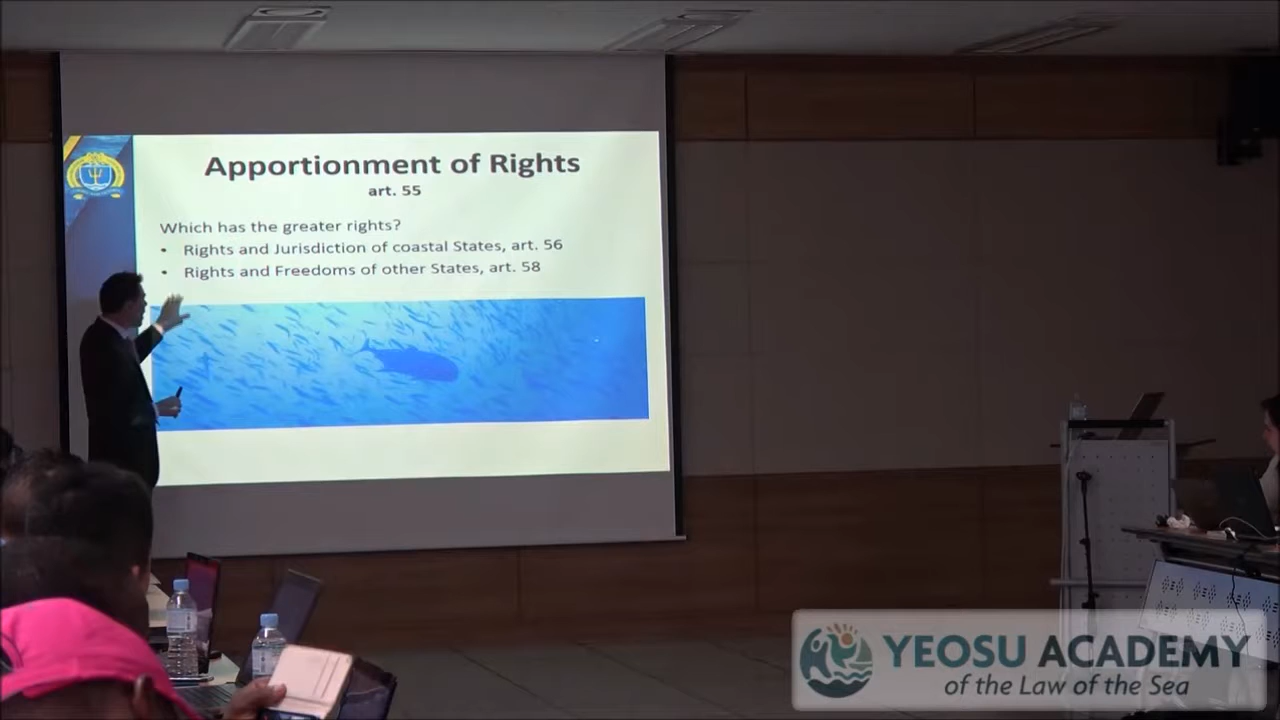 Apportionment of Rights
art. 55
Which has the greater rights?
• Rights and Jurisdiction of coastal States, art. 56
• Rights and Freedoms of other States, art. 58
YEOSU ACADEMY
of the Law of the Sea